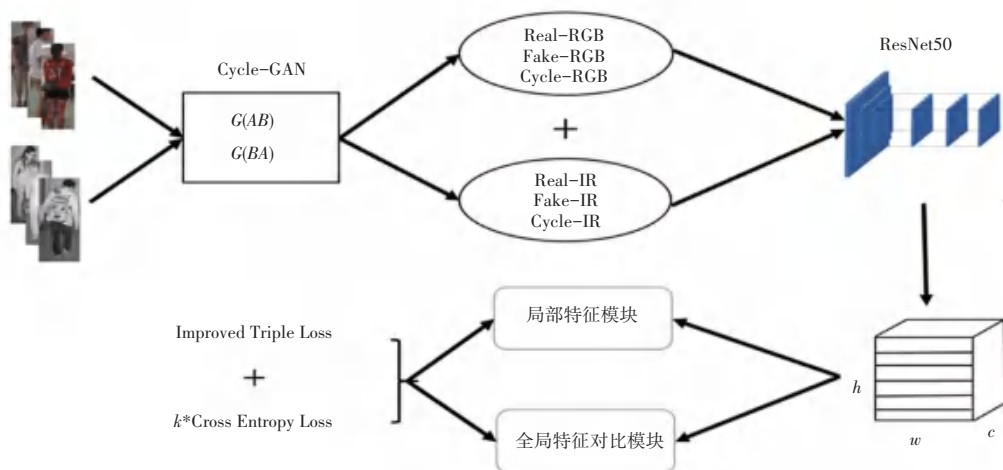 Cycle-GAN
G(AB)
G(BA)
Real-RGB
Fake-RGB
Cycle-RGB
+
Real-IR
Fake-IR
Cycle-IR
ResNet50
局部特征模块
全局特征对比模块
Improved Triple Loss
+
k*Cross Entropy Loss
h
w
c